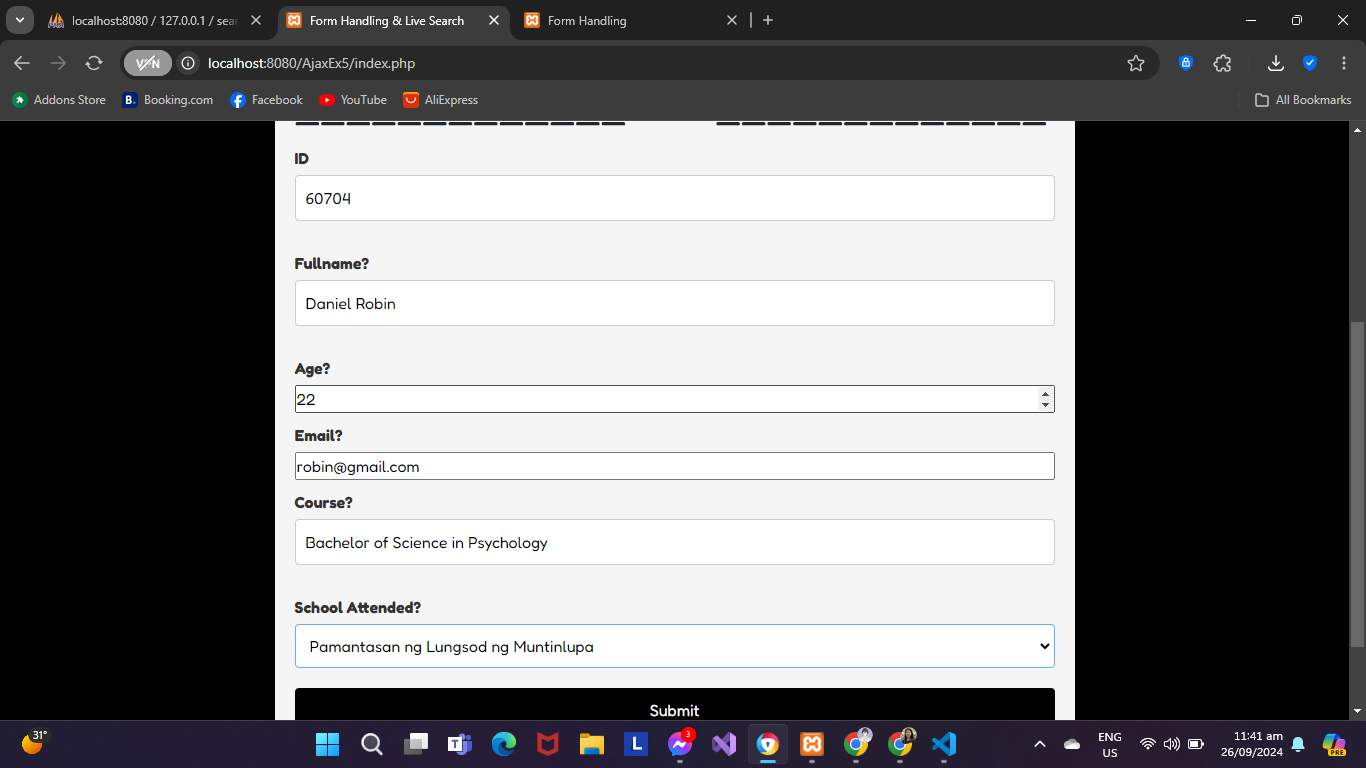 localhost:8080 / 127.0.0.1 / sear
Form Handling & Live Search
Form Handling
VPN
localhost:8080/AjaxEx5/index.php
Addons Store
Booking.com
Facebook
YouTube
AliExpress
All Bookmarks
ID
60704
Fullname?
Daniel Robin
Age?
22
Email?
robin@gmail.com
Course?
Bachelor of Science in Psychology
School Attended?
Pamantasan ng Lungsod ng Muntinlupa
Submit
31°
3
ENG
US
11:41 am
26/09/2024
PRE